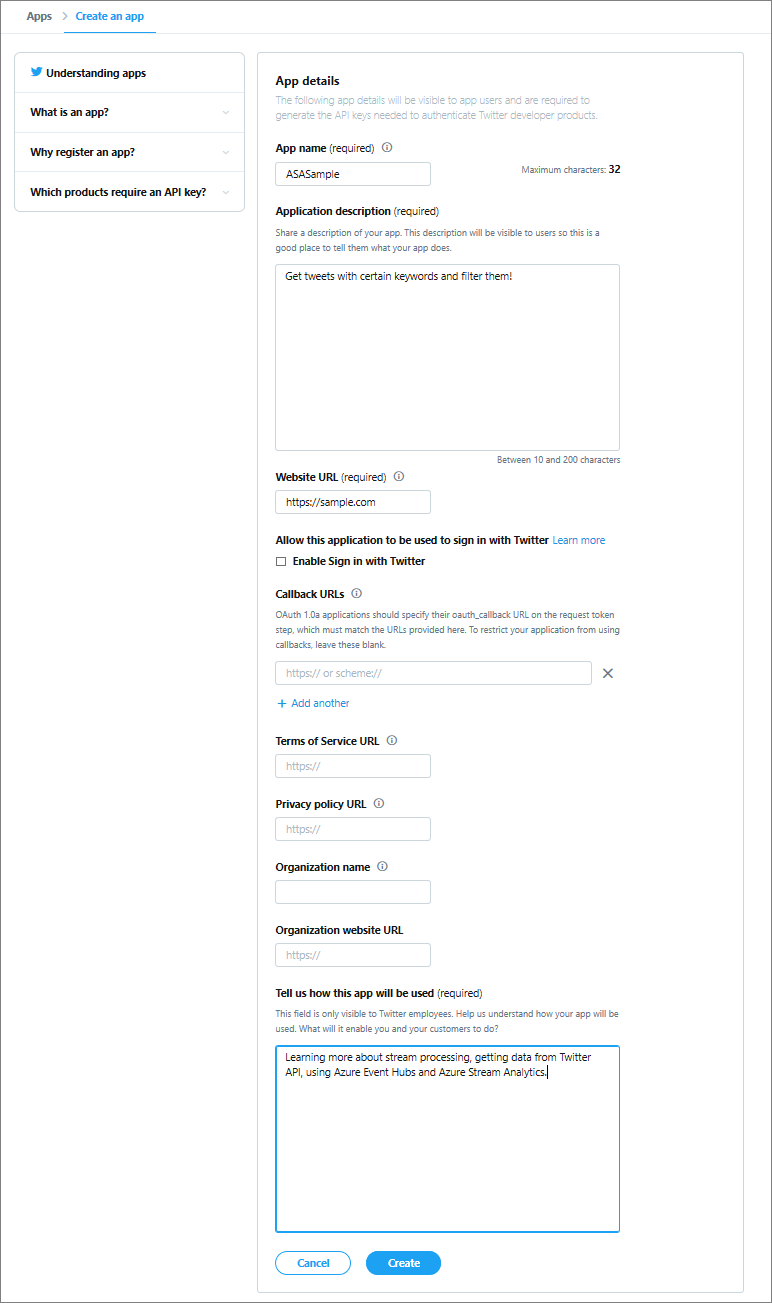 Apps > Create an app
Understanding apps
What is an app?
Why register an app?
Which products require an API key?
App details
The following app details will be visible to app users and are required to
generate the API keys needed to authenticate Twitter developer products.
App name (required)
ASASample
Maximum characters: 32
Application description (required)
Share a description of your app. This description will be visible to users so this is a
good place to tell them what your app does.
Get tweets with certain keywords and filter them!
Between 10 and 200 characters
Website URL (required)
https://sample.com
Allow this application to be used to sign in with Twitter Learn more
Enable Sign in with Twitter
Callback URLs
OAuth 1.0a applications should specify their oauth_callback URL on the request token
step, which must match the URLs provided here. To restrict your application from using
callbacks, leave these blank.
https:// or scheme://
+ Add another
Terms of Service URL
https://
Privacy policy URL
https://
Organization name
Organization website URL
https://
Tell us how this app will be used (required)
This field is only visible to Twitter employees. Help us understand how your app will be
used. What will it enable you and your customers to do?
Learning more about stream processing, getting data from Twitter
API, using Azure Event Hubs and Azure Stream Analytics.
Cancel
Create